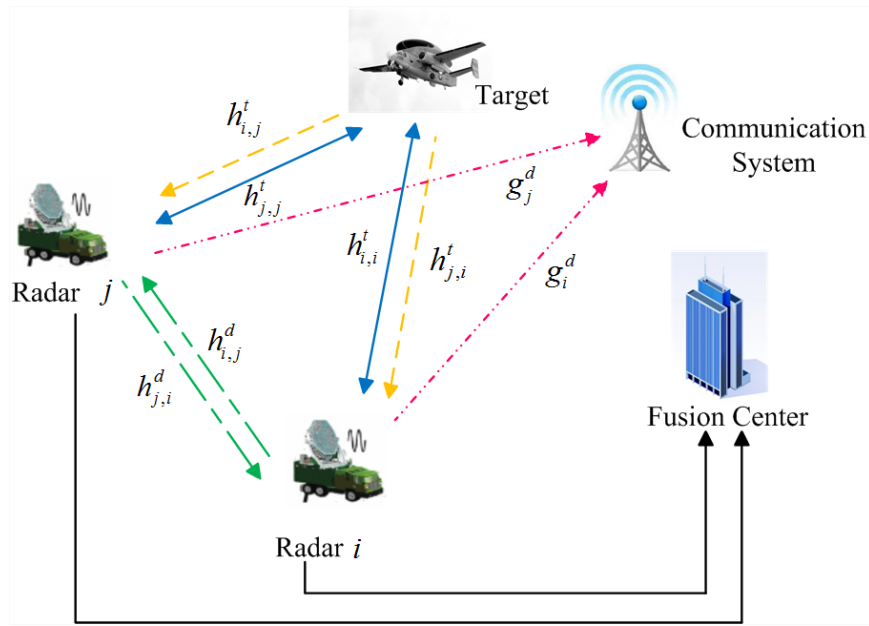 Target
Communication
System
h^t_{i,j}
h^t_{j,j}
g^d_j
h^t_{i,i}
h^t_{j,i}
g^d_i
Radar j
h^d_{i,j}
h^d_{j,i}
Fusion Center
Radar i